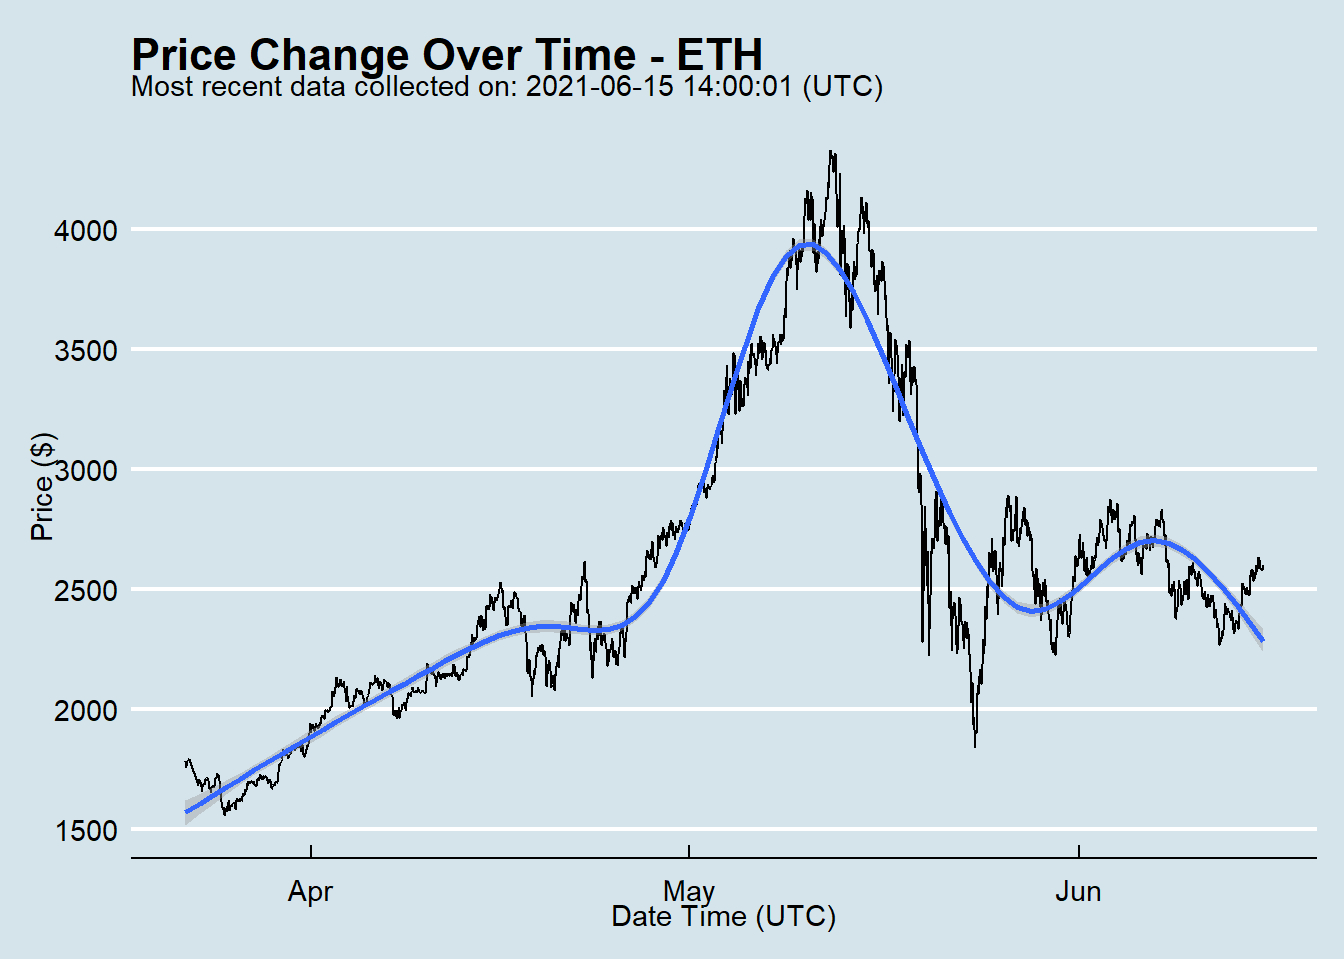 Price Change Over Time - ETH
Most recent data collected on: 2021-06-15 14:00:01 (UTC)
Price ($)
4000
3500
3000
2500
2000
1500
Apr
May
Jun
Date Time (UTC)